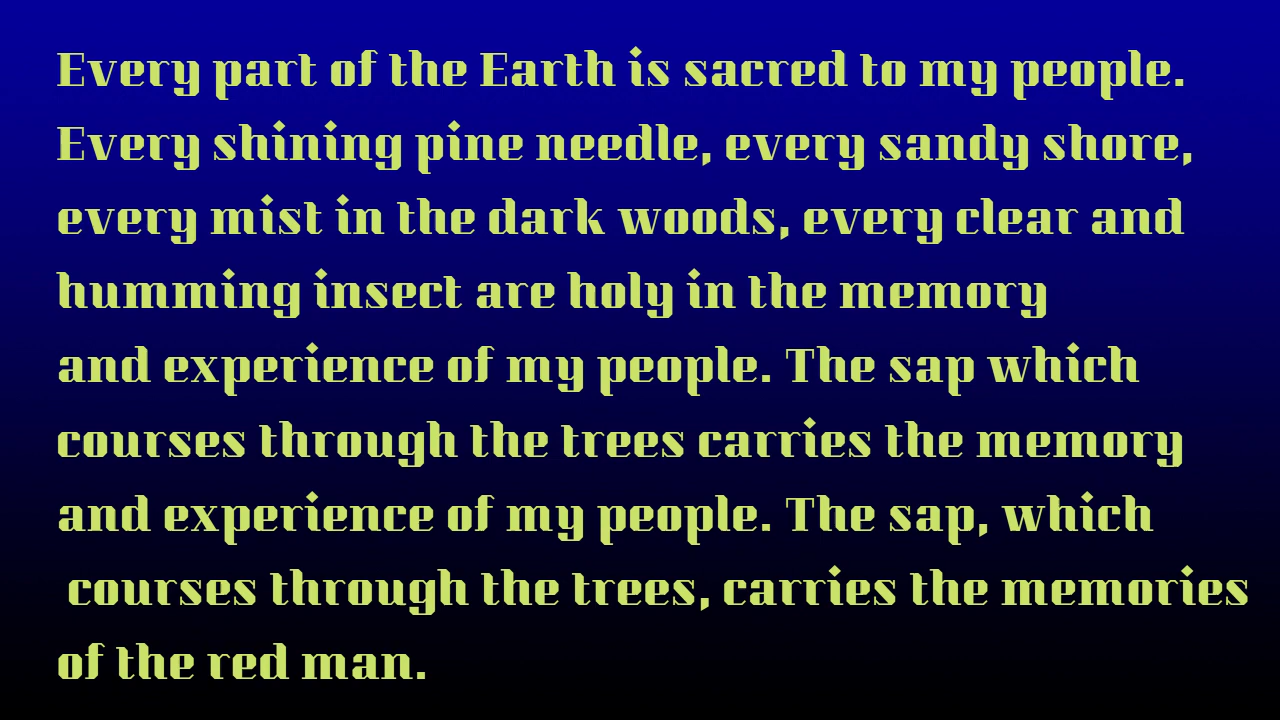 Every part of the Earth is sacred to my people.
Every shining pine needle, every sandy shore,
every mist in the dark woods, every clear and
humming insect are holy in the memory
and experience of my people. The sap which
courses through the trees carries the memory
and experience of my people. The sap, which
courses through the trees, carries the memories
of the red man.